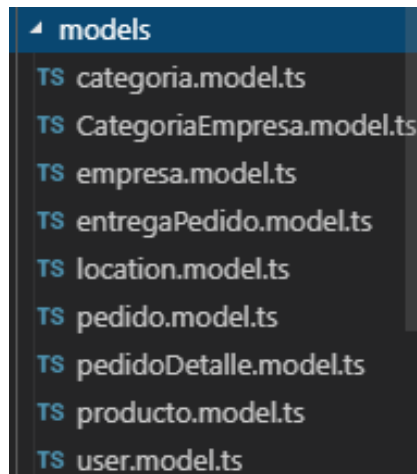 models
TS categoria.model.ts
TS CategoriaEmpresa.model.ts
TS empresa.model.ts
TS entregaPedido.model.ts
TS location.model.ts
TS pedido.model.ts
TS pedidoDetalle.model.ts
TS producto.model.ts
TS user.model.ts